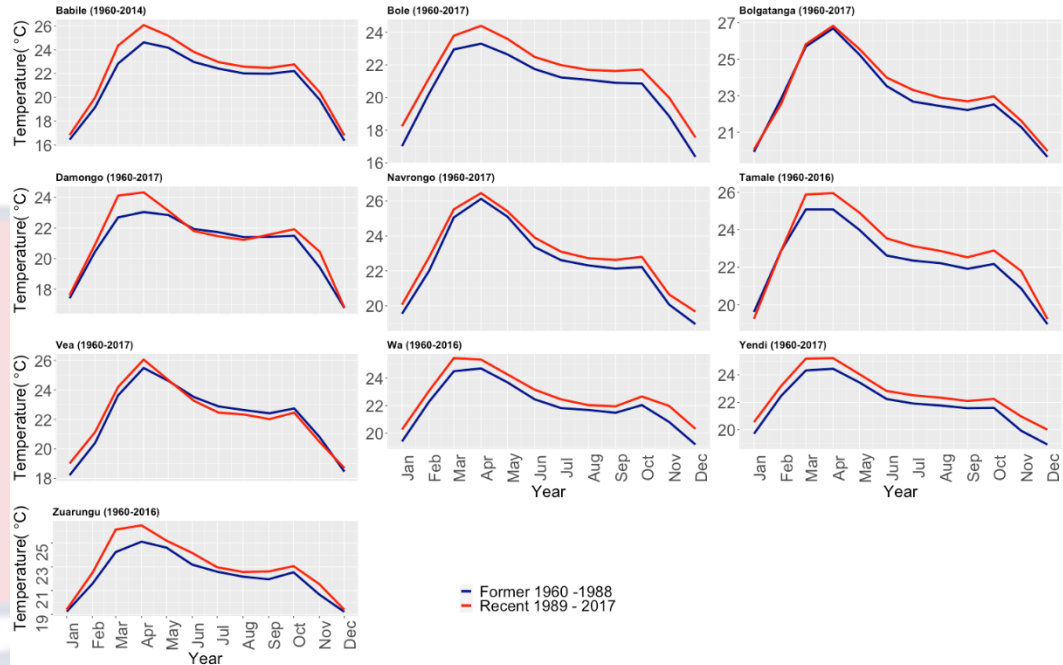 Babile (1960-2014)
Bole (1960-2017)
Bolgatanga (1960-2017)
Temperature( °C)
26
24
22
20
18
16
24
22
20
18
16
27
25
23
21
Damongo (1960-2017)
Navrongo (1960-2017)
Tamale (1960-2016)
Temperature( °C)
24
22
20
18
26
24
22
20
26
24
22
20
Vea (1960-2017)
Wa (1960-2016)
Yendi (1960-2017)
Temperature( °C)
26
24
22
20
18
24
22
20
24
22
20
Jan Feb Mar Apr May Jun Jul Aug Sep Oct Nov Dec
Year
Jan Feb Mar Apr May Jun Jul Aug Sep Oct Nov Dec
Year
Zuarungu (1960-2016)
Temperature( °C)
25
23
21
19
Jan Feb Mar Apr May Jun Jul Aug Sep Oct Nov Dec
Year
Former 1960 -1988
Recent 1989 - 2017